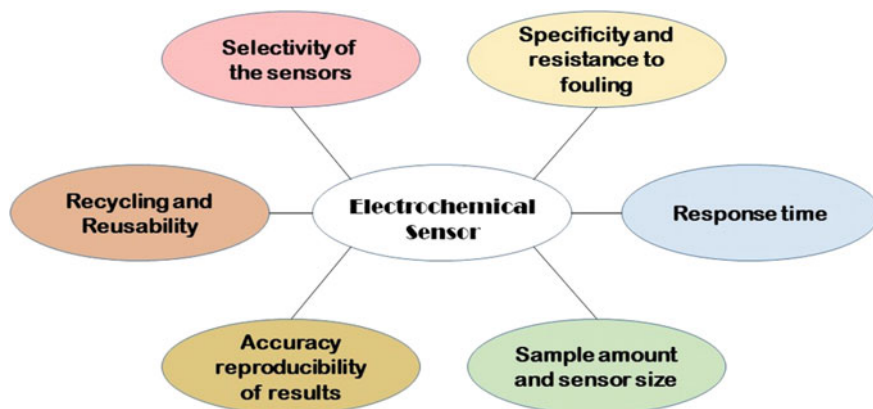 Selectivity of
the sensors
Specificity and
resistance to
fouling
Recycling and
Reusability
Electrochemical
Sensor
Response time
Accuracy
reproducibility
of results
Sample amount
and sensor size